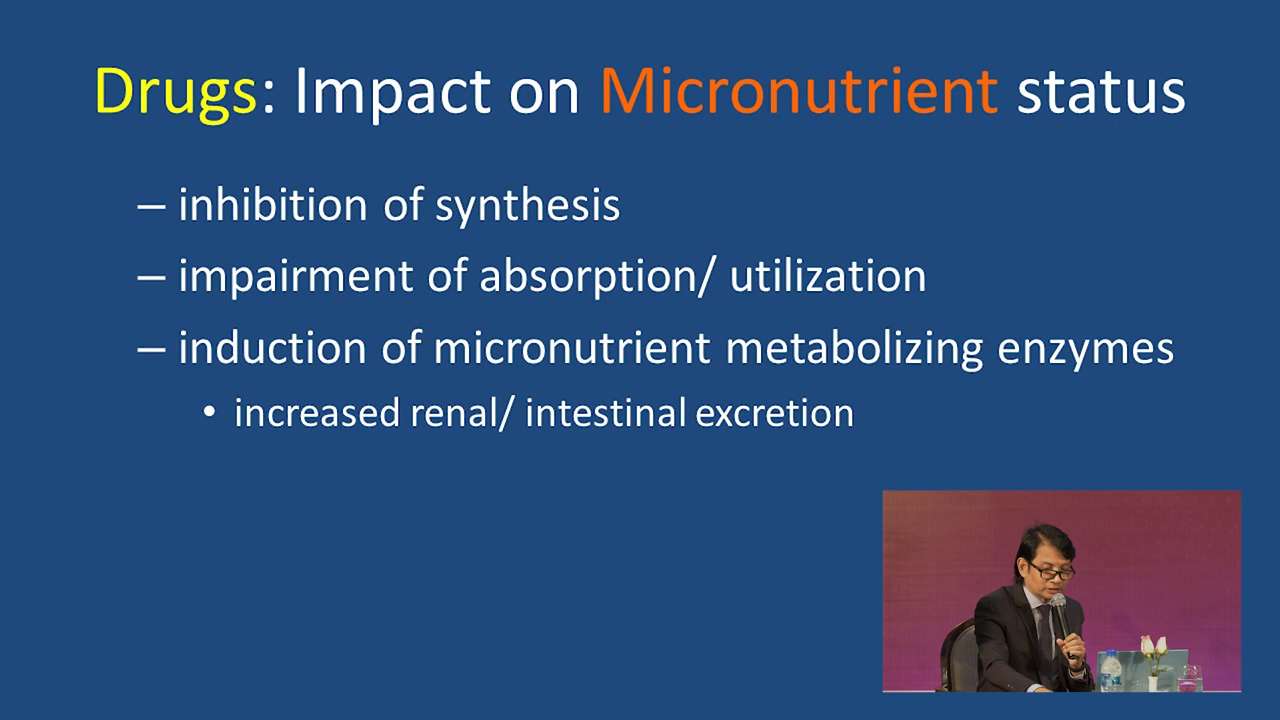 Drugs: Impact on Micronutrient status
– inhibition of synthesis
– impairment of absorption/ utilization
– induction of micronutrient metabolizing enzymes
• increased renal/ intestinal excretion